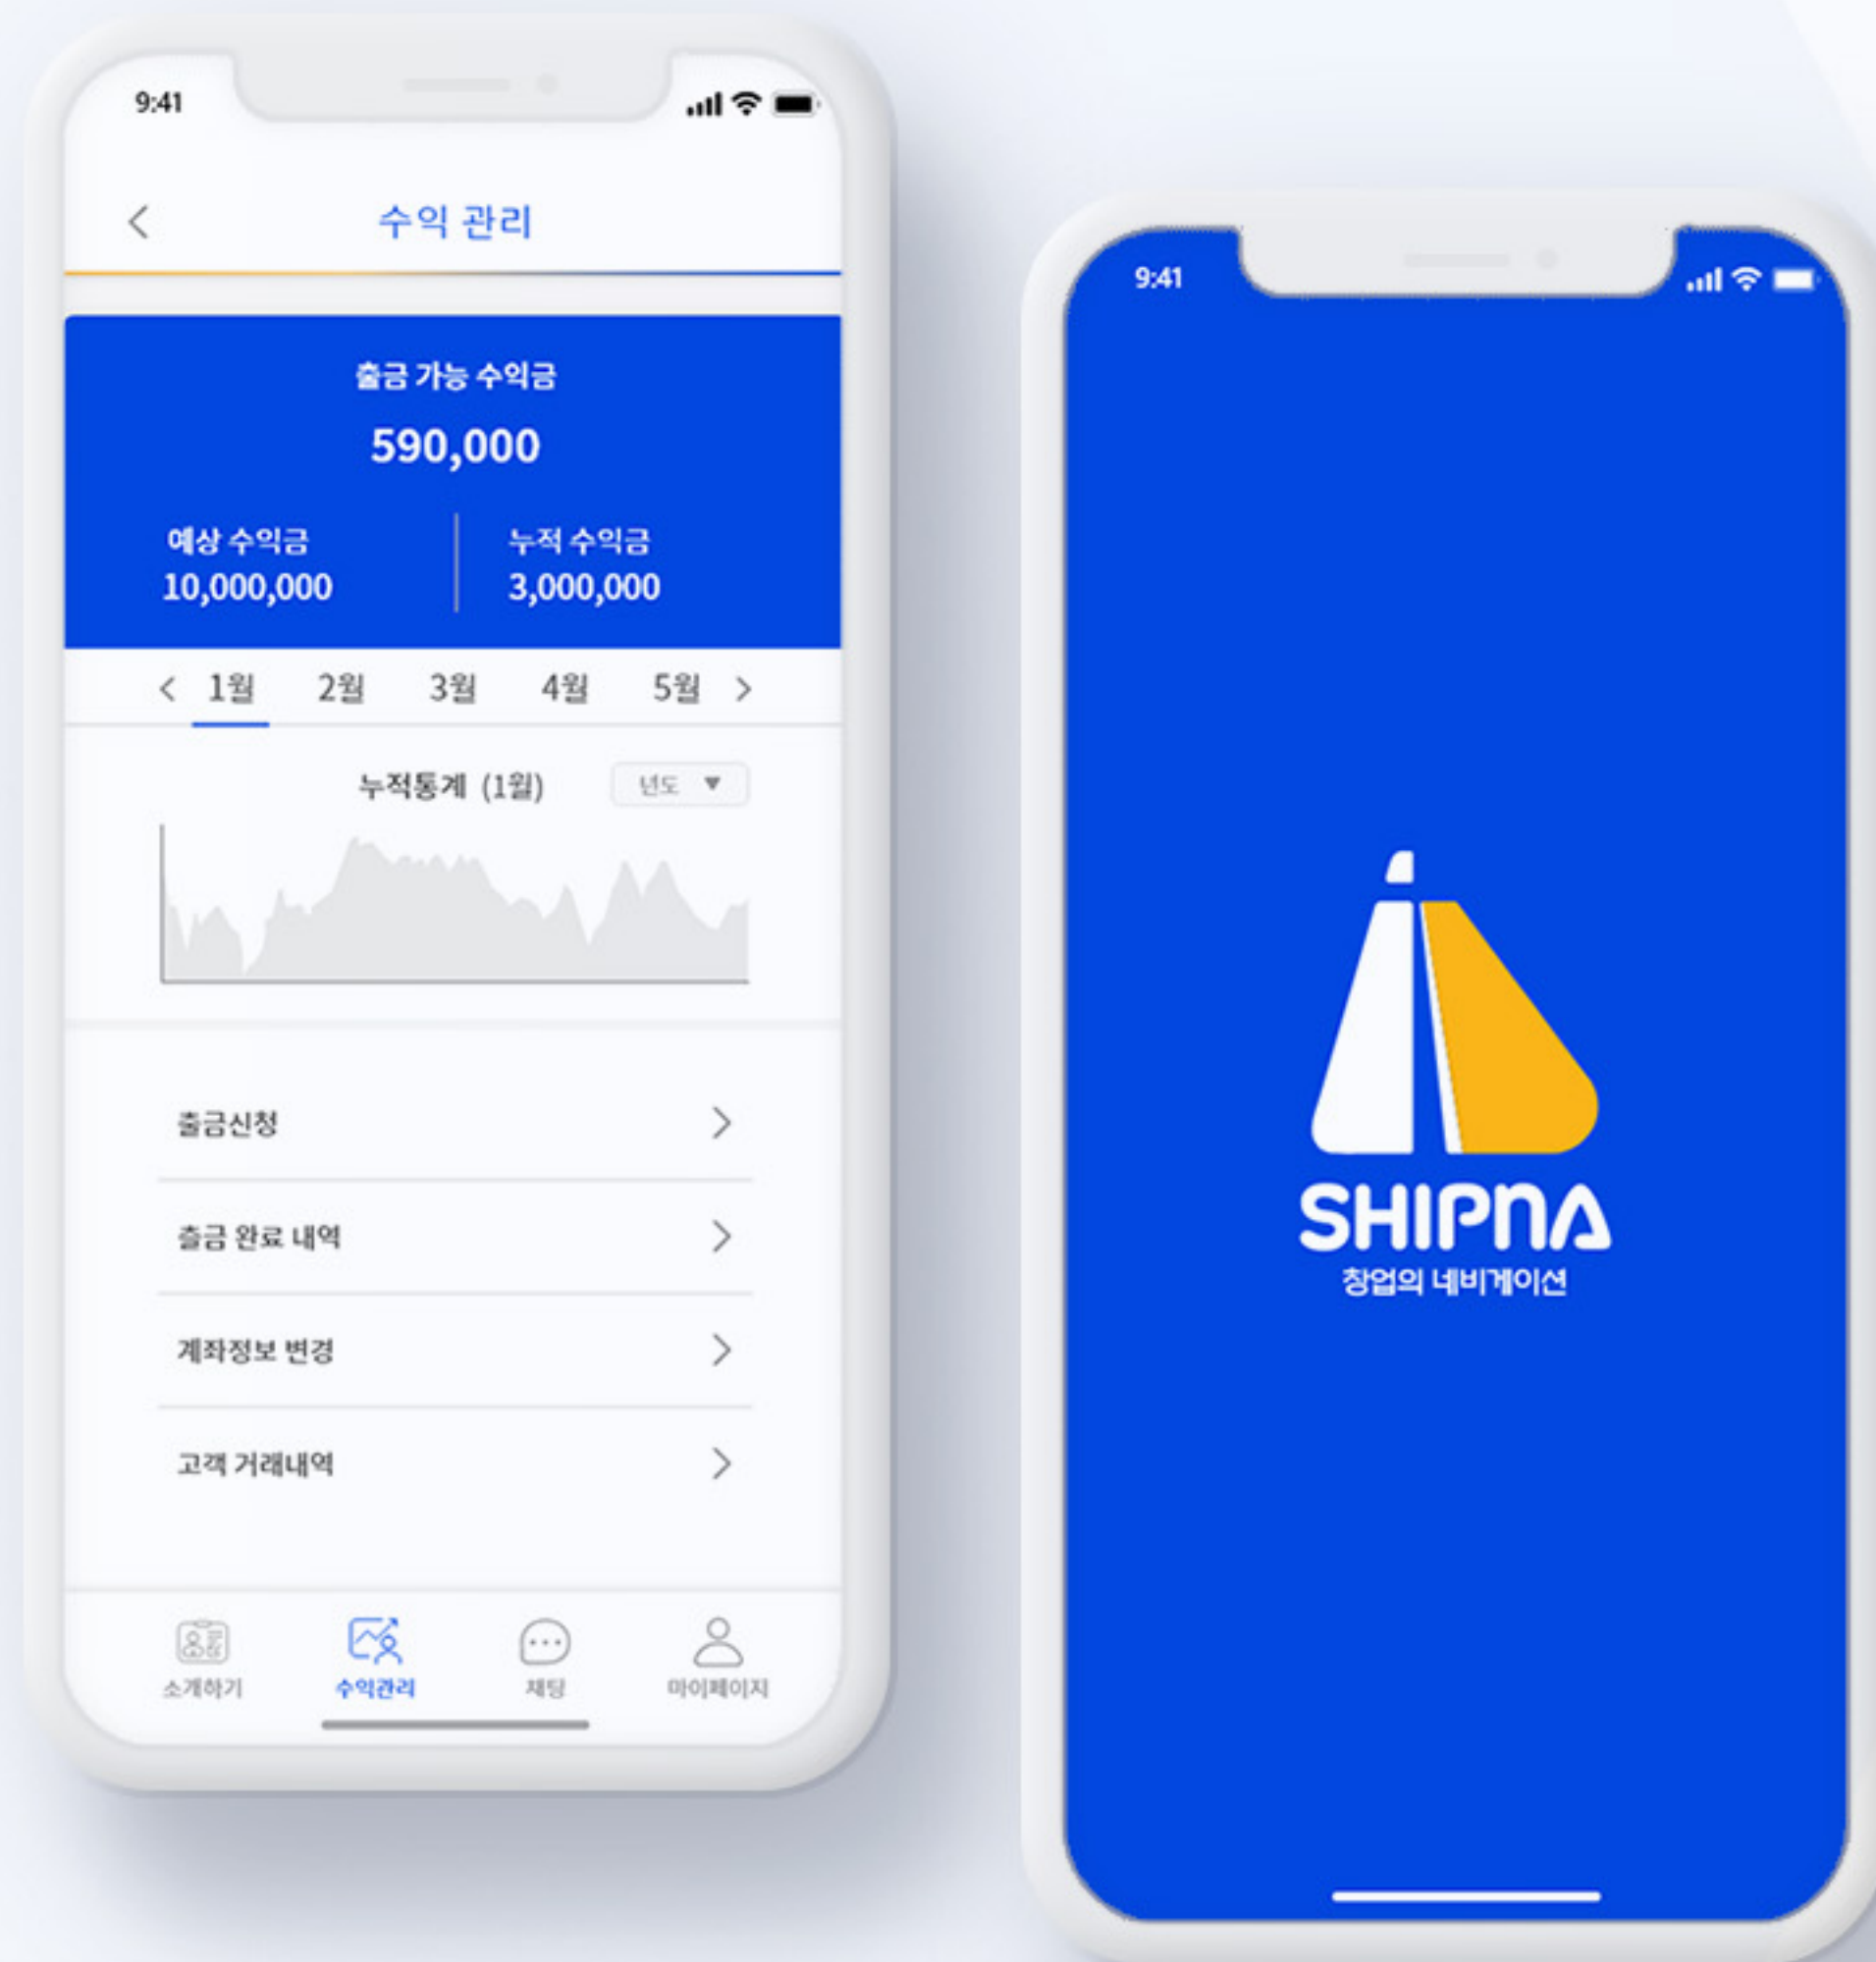 9:41
수익 관리
출금 가능 수익금
590,000
예상 수익금
10,000,000
누적 수익금
3,000,000
1월 2월 3월 4월 5월
누적통계 (1월)
년도 ▼
출금신청
출금 완료 내역
계좌정보 변경
고객 거래내역
소개하기 수익관리 채팅 마이페이지
9:41
SHIPNA
창업의 네비게이션